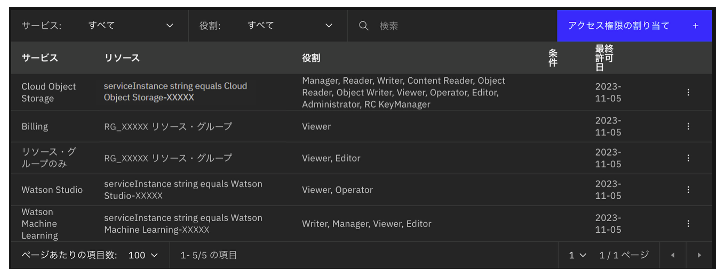 サービス: すべて 役割: すべて 検索 アクセス権限の割り当て +
サービス リソース 役割 条件 最終許可日
Cloud Object Storage serviceInstance string equals Cloud Object Storage-XXXXX Manager, Reader, Writer, Content Reader, Object Reader, Object Writer, Viewer, Operator, Editor, Administrator, RC KeyManager 2023-11-05
Billing RG_XXXXX リソース・グループ Viewer 2023-11-05
リソース・グループのみ RG_XXXXX リソース・グループ Viewer, Editor 2023-11-05
Watson Studio serviceInstance string equals Watson Studio-XXXXX Viewer, Operator 2023-11-05
Watson Machine Learning serviceInstance string equals Watson Machine Learning-XXXXX Writer, Manager, Viewer, Editor 2023-11-05
ページあたりの項目数: 100 1- 5/5 の項目 1 1 / 1 ページ